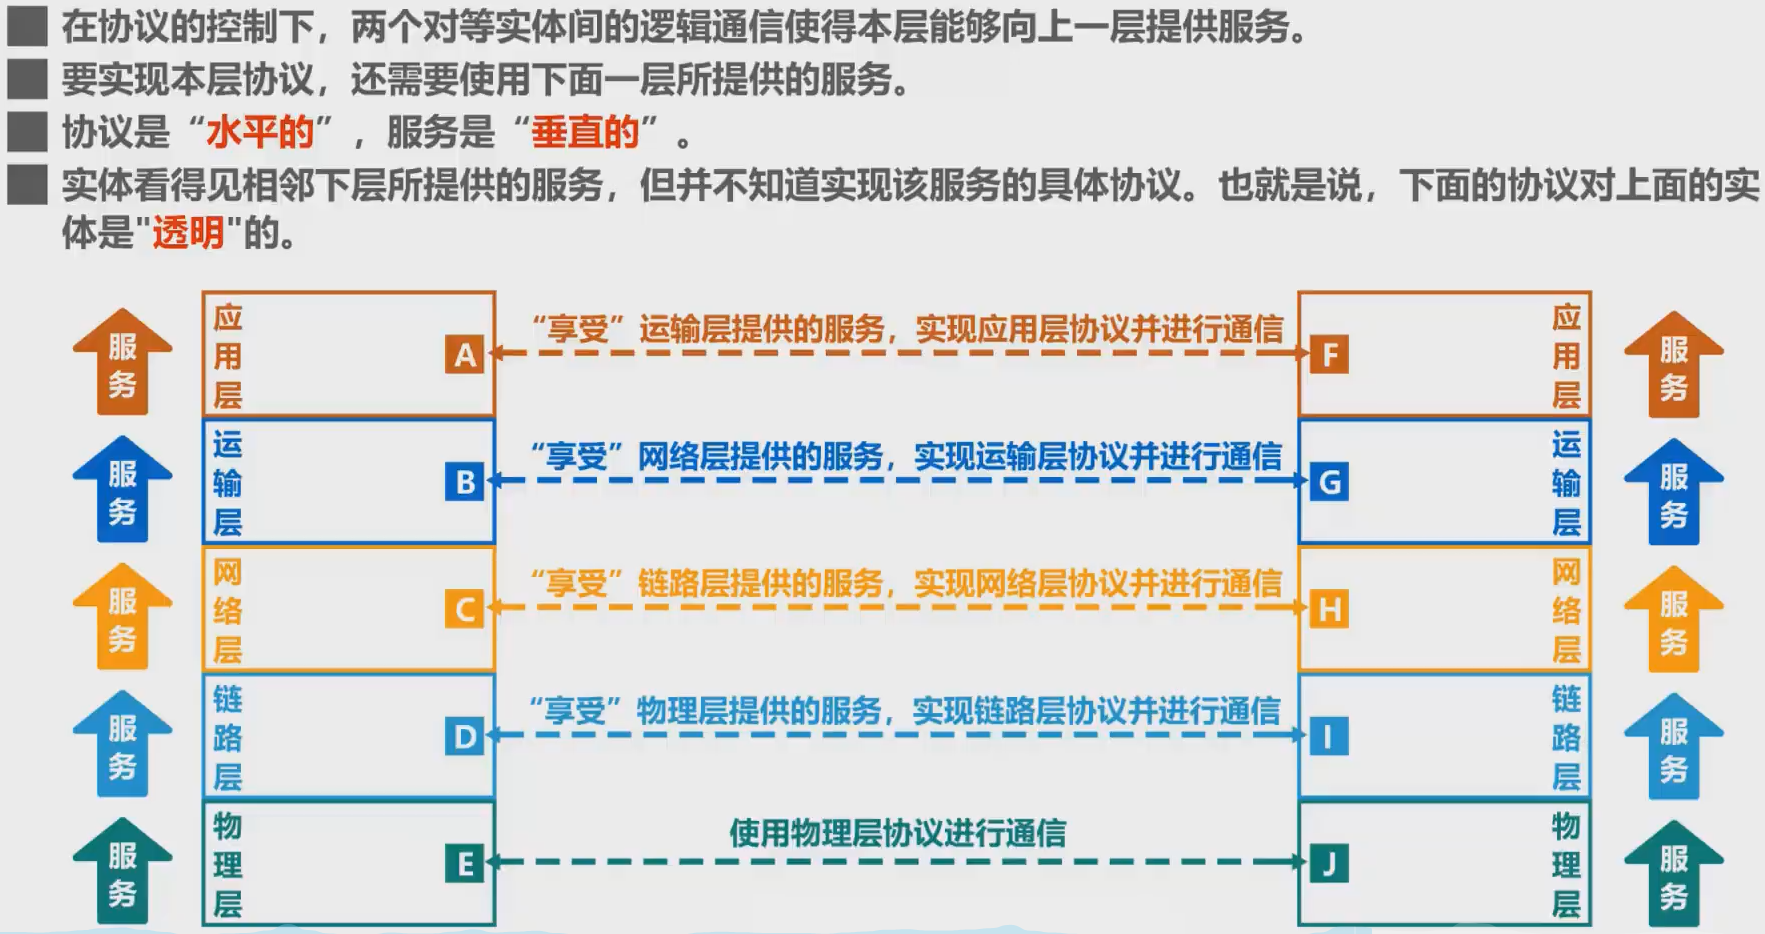 在协议的控制下，两个对等实体间的逻辑通信使得本层能够向上一层提供服务。
要实现本层协议，还需要使用下面一层所提供的服务。
协议是“水平的”，服务是“垂直的”。
实体看得见相邻下层所提供的服务，但并不知道实现该服务的具体协议。也就是说，下面的协议对上面的实
体是"透明"的。
服务
应用层
A
“享受”运输层提供的服务，实现应用层协议并进行通信
F
应用层
服务
服务
运输层
B
“享受”网络层提供的服务，实现运输层协议并进行通信
G
运输层
服务
服务
网络层
C
“享受”链路层提供的服务，实现网络层协议并进行通信
H
网络层
服务
服务
链路层
D
“享受”物理层提供的服务，实现链路层协议并进行通信
I
链路层
服务
服务
物理层
E
使用物理层协议进行通信
J
物理层
服务